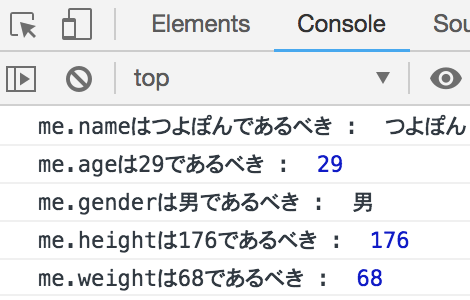 Elements Console Sou
top
me.nameはつよぽんであるべき : つよぽん
me.ageは29であるべき : 29
me.genderは男であるべき : 男
me.heightは176であるべき : 176
me.weightは68であるべき : 68